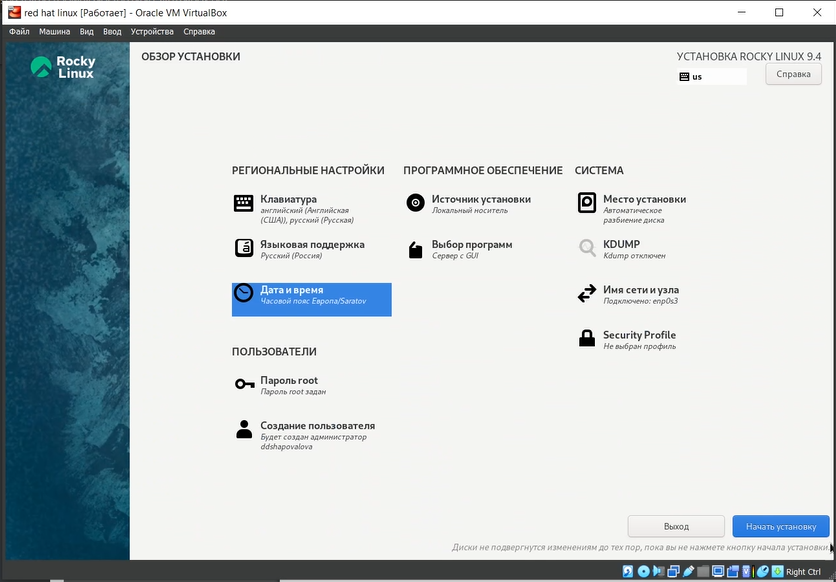 red hat linux [Работает] - Oracle VM VirtualBox
Файл Машина Вид Ввод Устройства Справка
Rocky
Linux
ОБЗОР УСТАНОВКИ
УСТАНОВКА ROCKY LINUX 9.4
us
Справка
РЕГИОНАЛЬНЫЕ НАСТРОЙКИ
Клавиатура
английский (Английская
(США)), русский (Русская)
Языковая поддержка
Русский (Россия)
Дата и время
Часовой пояс Европа/Saratov
ПОЛЬЗОВАТЕЛИ
Пароль root
Пароль root задан
Создание пользователя
Будет создан администратор
ddshapovalova
ПРОГРАММНОЕ ОБЕСПЕЧЕНИЕ
Источник установки
Локальный носитель
Выбор программ
Сервер с GUI
СИСТЕМА
Место установки
Автоматическое
разбиение диска
KDUMP
Kdump отключен
Имя сети и узла
Подключено: enp0s3
Security Profile
Не выбран профиль
Выход
Начать установку
Диски не подвергнутся изменениям до тех пор, пока вы не нажмете кнопку начала установки.
Right Ctrl